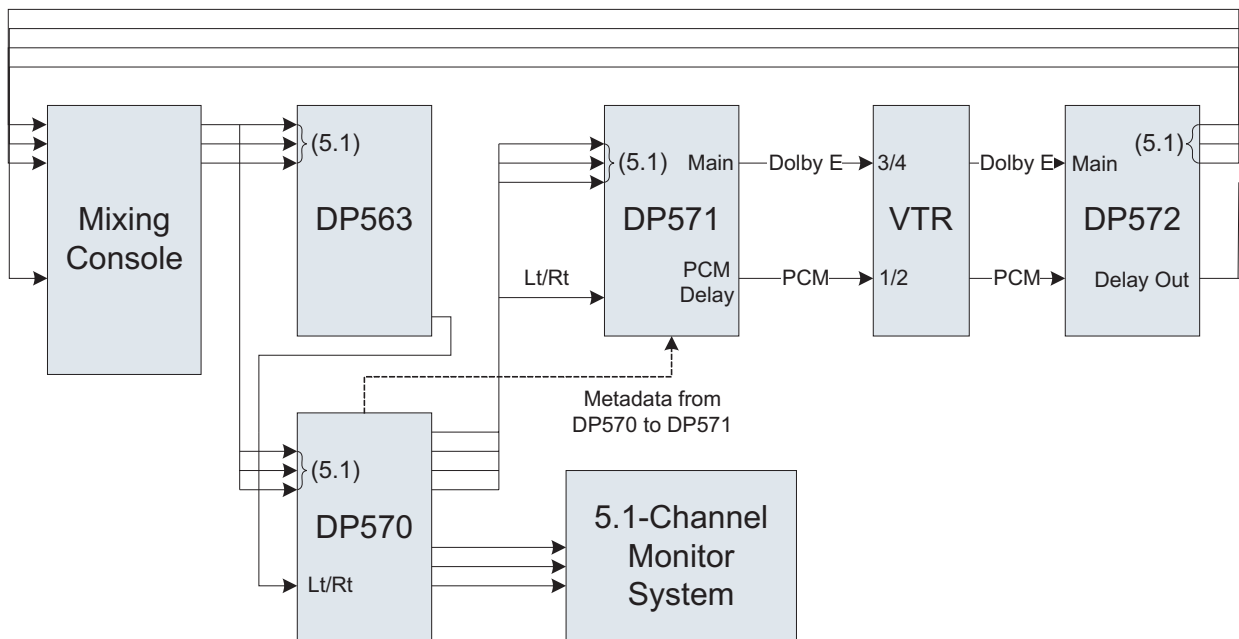 Mixing
Console
(5.1)
DP563
(5.1)
Main
DP571
Lt/Rt
PCM
Delay
Dolby E
PCM
3/4
VTR
1/2
Dolby E
PCM
(5.1)
Main
DP572
Delay Out
Metadata from
DP570 to DP571
(5.1)
DP570
Lt/Rt
5.1-Channel
Monitor
System